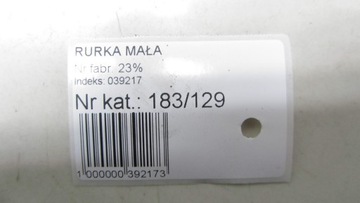 RURKA MAŁA
Nr fabr. 23%
Indeks: 039217
Nr kat.: 183/129
1 000000 392173